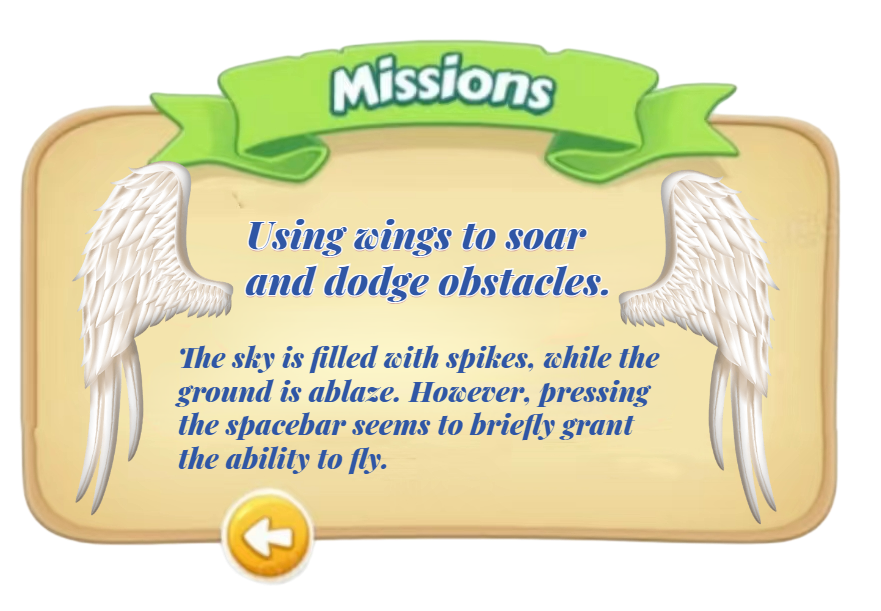 Missions
Using wings to soar
and dodge obstacles.
The sky is filled with spikes, while the
ground is ablaze. However, pressing
the spacebar seems to briefly grant
the ability to fly.